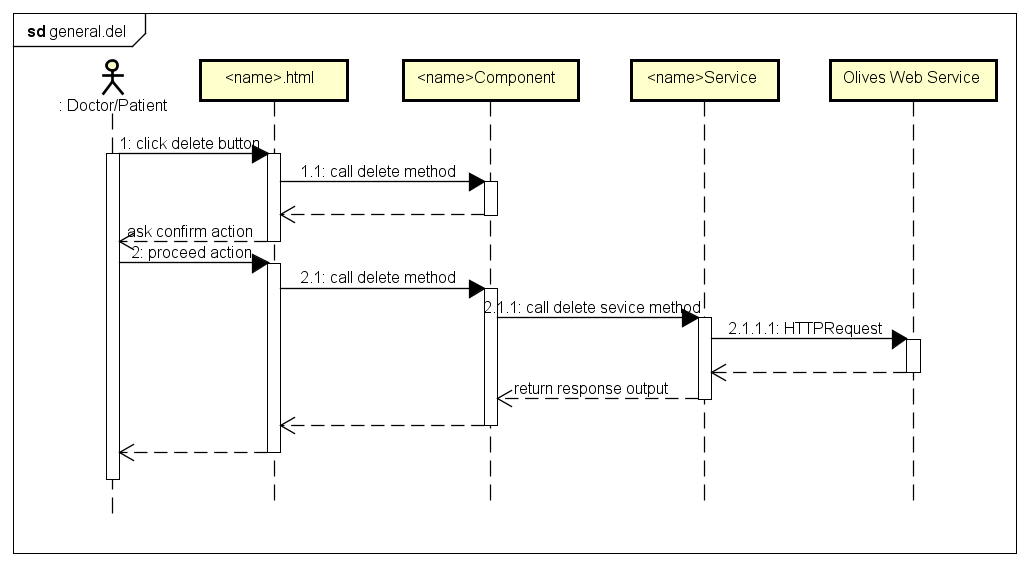 sd general.del
<name>.html
<name>Component
<name>Service
Olives Web Service
: Doctor/Patient
1: click delete button
1.1: call delete method
ask confirm action
2: proceed action
2.1: call delete method
2.1.1: call delete sevice method
2.1.1.1: HTTPRequest
return response output